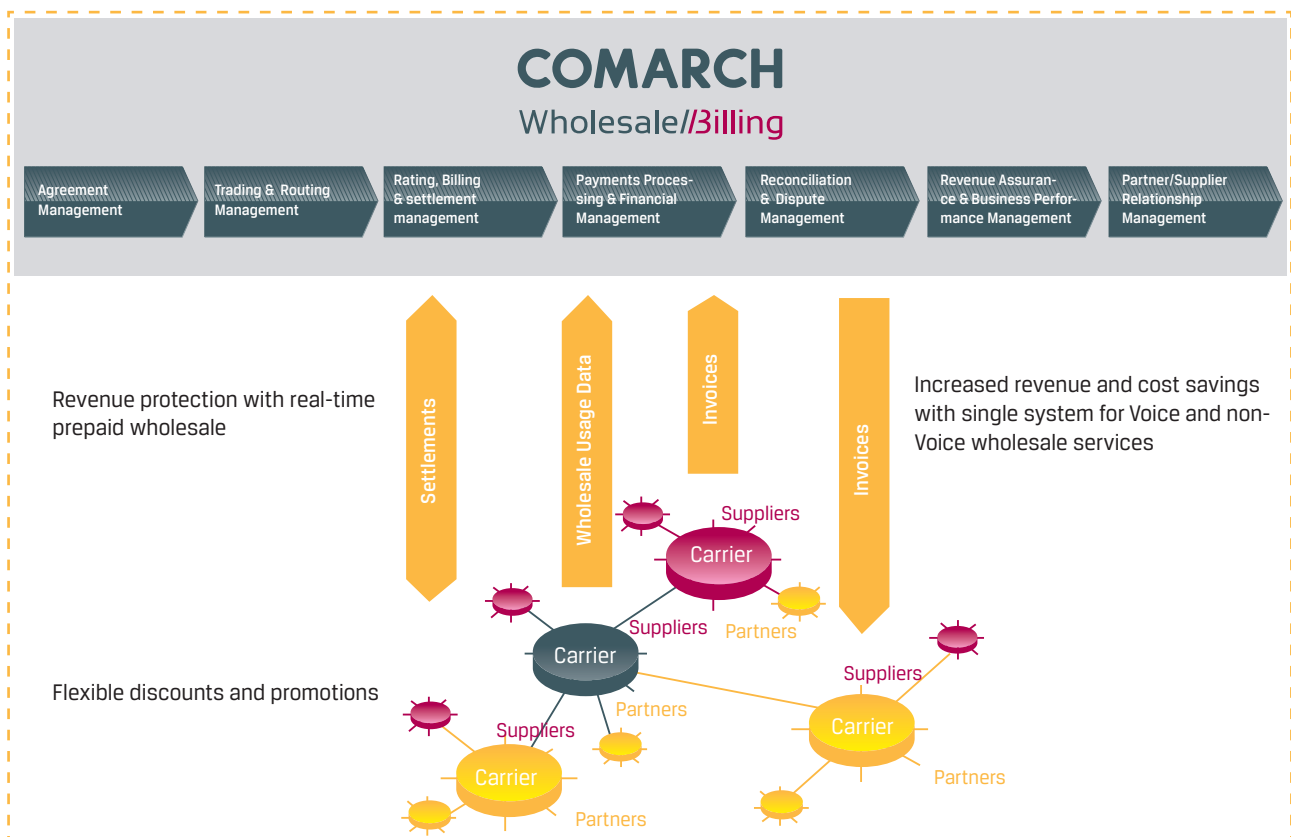 COMARCH
Wholesale//Billing
Agreement
Management
Trading & Routing
Management
Rating, Billing
& settlement
management
Payments Proces-
sing & Financial
Management
Reconciliation
& Dispute
Management
Revenue Assuran-
ce & Business Perfor-
mance Management
Partner/Supplier
Relationship
Management
Revenue protection with real-time
prepaid wholesale
Settlements
Wholesale Usage Data
Invoices
Invoices
Increased revenue and cost savings
with single system for Voice and non-
Voice wholesale services
Suppliers
Carrier
Suppliers
Partners
Carrier
Flexible discounts and promotions
Partners
Suppliers
Carrier
Suppliers
Carrier
Partners
Partners